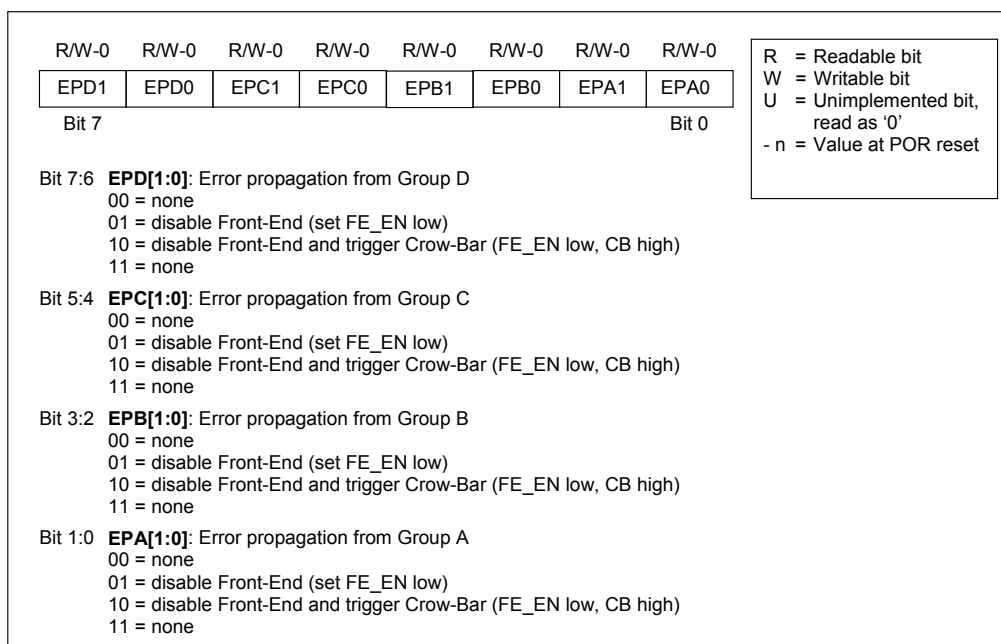 R/W-0 R/W-0 R/W-0 R/W-0 R/W-0 R/W-0 R/W-0 R/W-0
EPD1 EPD0 EPC1 EPC0 EPB1 EPB0 EPA1 EPA0
Bit 7 Bit 0
R = Readable bit
W = Writable bit
U = Unimplemented bit,
read as ‘0’
- n = Value at POR reset
Bit 7:6 EPD[1:0]: Error propagation from Group D
00 = none
01 = disable Front-End (set FE_EN low)
10 = disable Front-End and trigger Crow-Bar (FE_EN low, CB high)
11 = none
Bit 5:4 EPC[1:0]: Error propagation from Group C
00 = none
01 = disable Front-End (set FE_EN low)
10 = disable Front-End and trigger Crow-Bar (FE_EN low, CB high)
11 = none
Bit 3:2 EPB[1:0]: Error propagation from Group B
00 = none
01 = disable Front-End (set FE_EN low)
10 = disable Front-End and trigger Crow-Bar (FE_EN low, CB high)
11 = none
Bit 1:0 EPA[1:0]: Error propagation from Group A
00 = none
01 = disable Front-End (set FE_EN low)
10 = disable Front-End and trigger Crow-Bar (FE_EN low, CB high)
11 = none